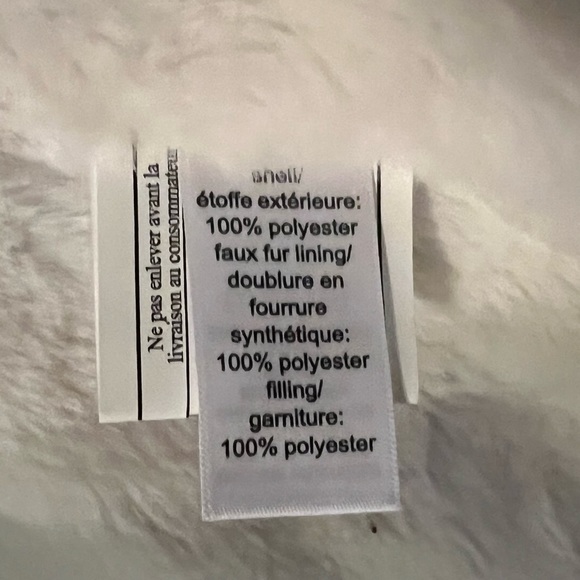 Ne pas enlever avant la
livraison au consommateur
shell/
étoffe extérieure:
100% polyester
faux fur lining/
doublure en
fourrure
synthétique:
100% polyester
filling/
garniture:
100% polyester